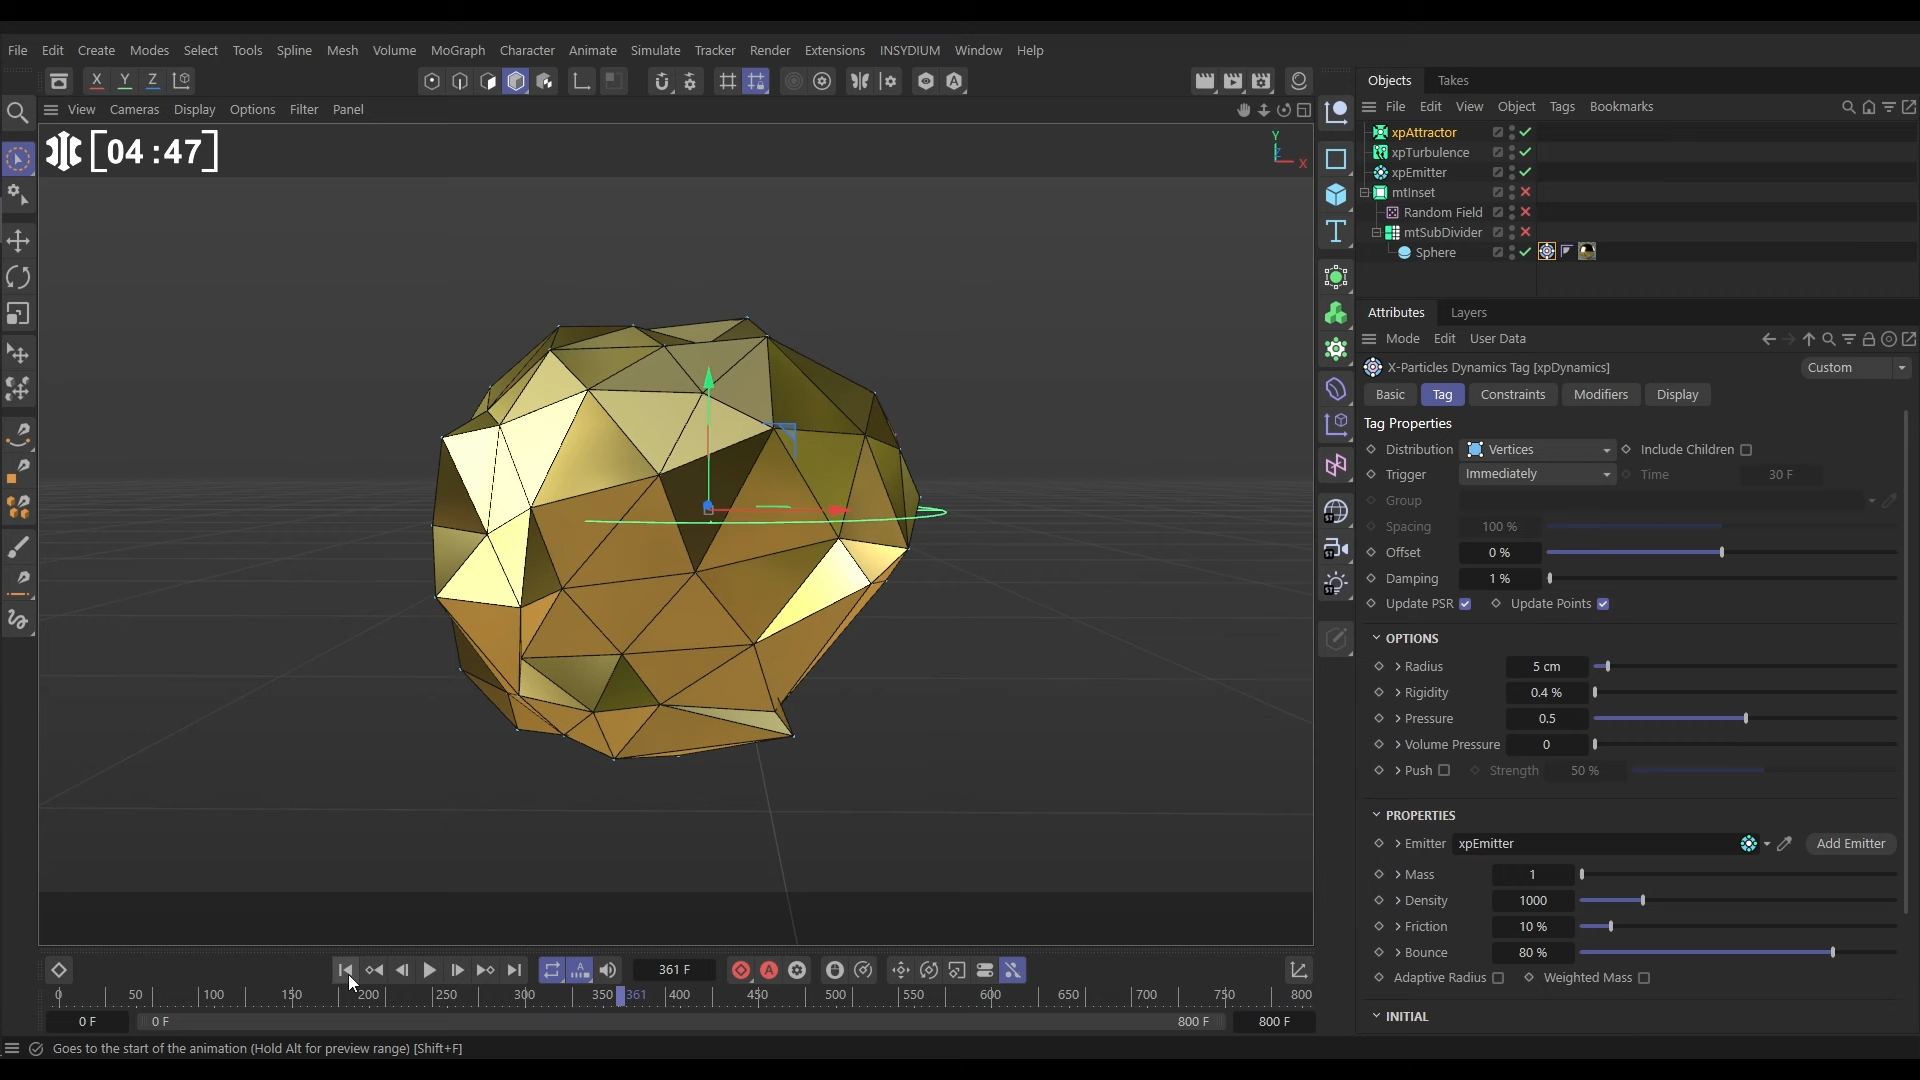 File Edit Create Modes Select Tools Spline Mesh Volume MoGraph Character Animate Simulate Tracker Render Extensions INSYDIUM Window Help
X Y Z
View Cameras Display Options Filter Panel
[04:47]
Y
Z
X
Objects Takes
File Edit View Object Tags Bookmarks
xpAttractor
xpTurbulence
xpEmitter
mtInset
Random Field
mtSubDivider
Sphere
Attributes Layers
Mode Edit User Data
X-Particles Dynamics Tag [xpDynamics] Custom
Basic Tag Constraints Modifiers Display
Tag Properties
Distribution Vertices Include Children
Trigger Immediately Time 30 F
Group
Spacing 100 %
Offset 0 %
Damping 1 %
Update PSR Update Points
OPTIONS
Radius 5 cm
Rigidity 0.4 %
Pressure 0.5
Volume Pressure 0
Push Strength 50 %
PROPERTIES
Emitter xpEmitter Add Emitter
Mass 1
Density 1000
Friction 10 %
Bounce 80 %
Adaptive Radius Weighted Mass
INITIAL
361 F
0 50 100 150 200 250 300 350 361 400 450 500 550 600 650 700 750 800
0 F 0 F 800 F 800 F
Goes to the start of the animation (Hold Alt for preview range) [Shift+F]